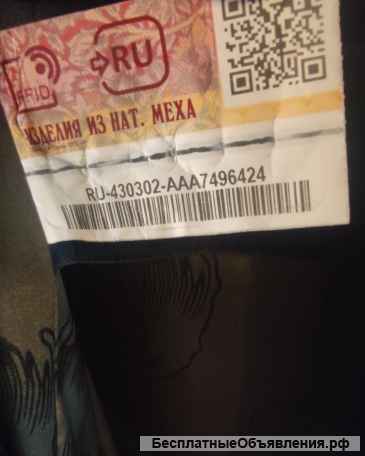 RFID
RU
ИЗДЕЛИЯ ИЗ НАТ. МЕХА
RU-430302-AAA7496424
БесплатныеОбъявления.рф